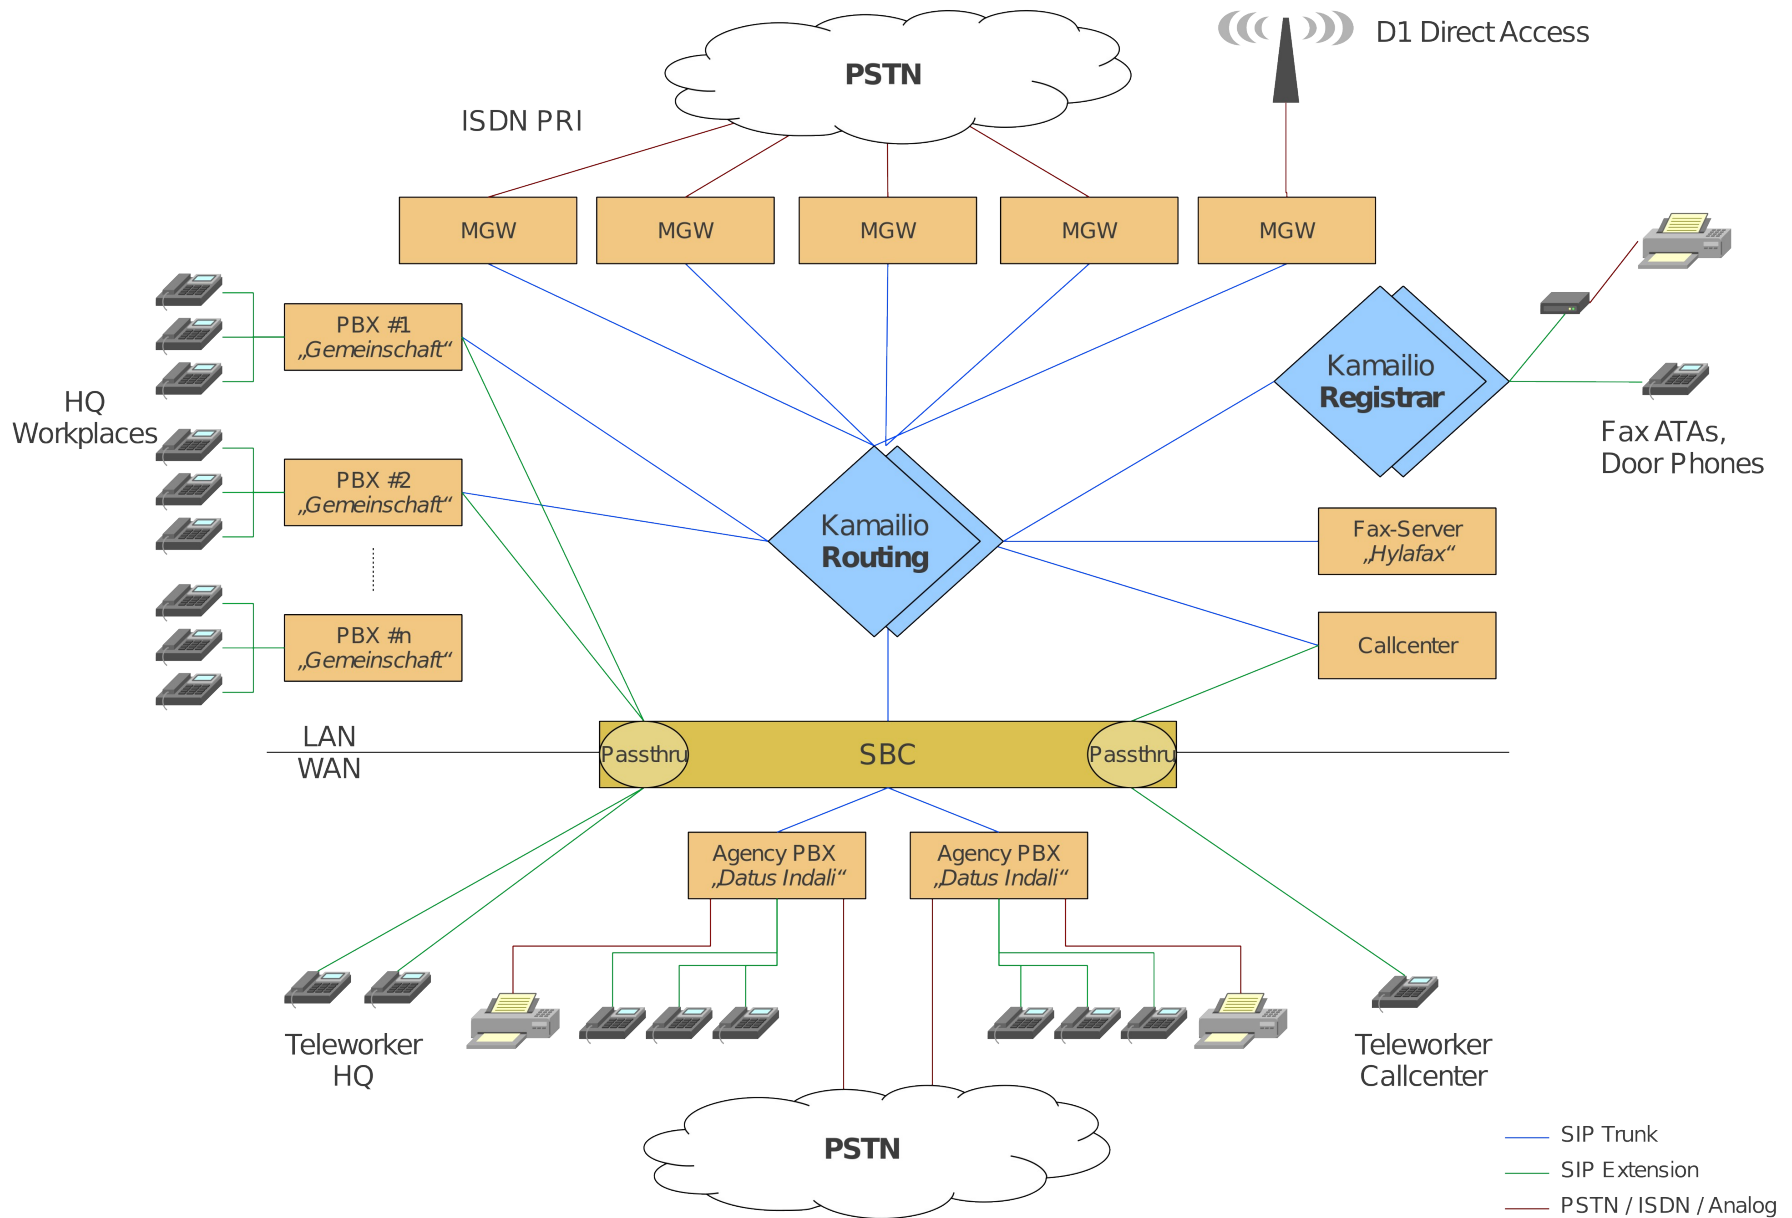 PSTN
D1 Direct Access
ISDN PRI
MGW
MGW
MGW
MGW
MGW
PBX #1
„Gemeinschaft“
HQ
Workplaces
PBX #2
„Gemeinschaft“
PBX #n
„Gemeinschaft“
Kamailio
Registrar
Fax ATAs,
Door Phones
Kamailio
Routing
Fax-Server
„Hylafax“
Callcenter
LAN
WAN
Passthru
SBC
Passthru
Agency PBX
„Datus Indali“
Agency PBX
„Datus Indali“
Teleworker
HQ
Teleworker
Callcenter
PSTN
SIP Trunk
SIP Extension
PSTN / ISDN / Analog